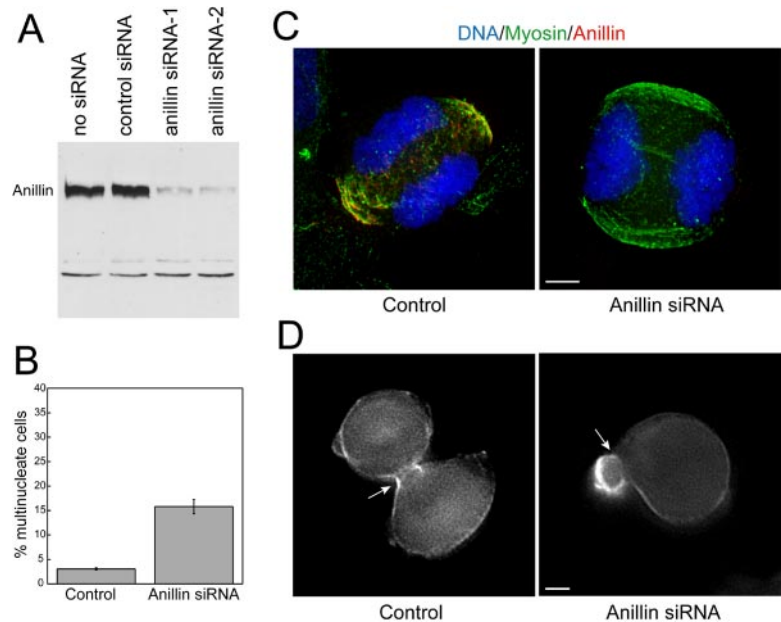 A
no siRNA
control siRNA
anillin siRNA-1
anillin siRNA-2
Anillin
B
% multinucleate cells
40
35
30
25
20
15
10
5
0
Control
Anillin siRNA
C
DNA/Myosin/Anillin
Control
Anillin siRNA
D
Control
Anillin siRNA